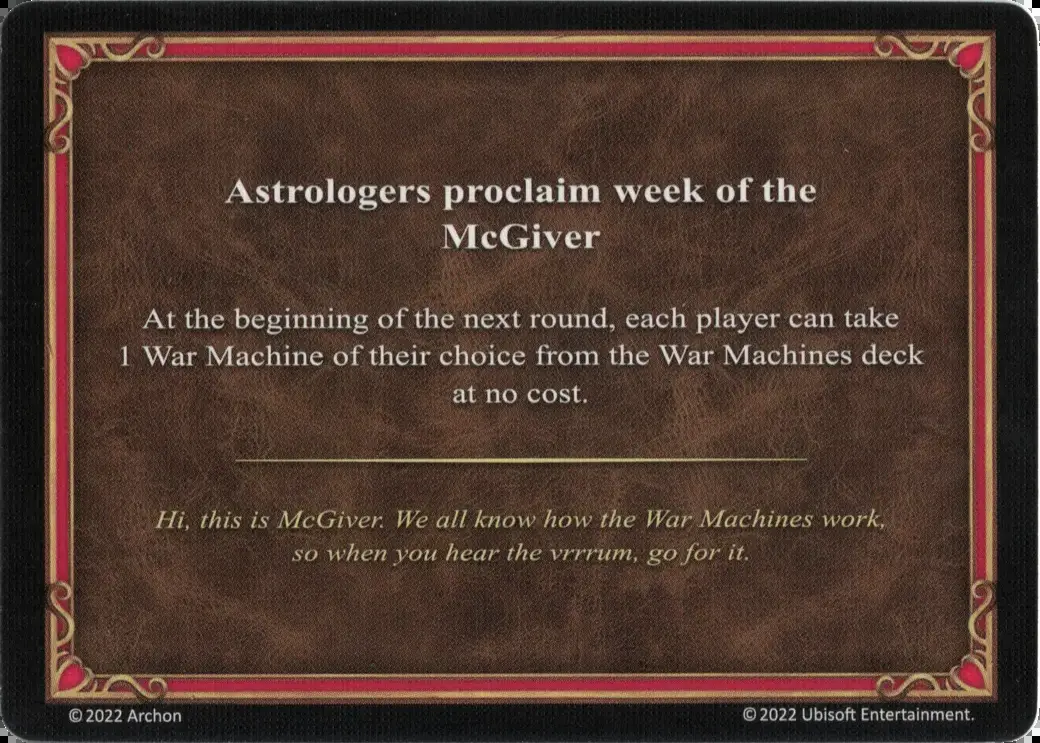 Astrologers proclaim week of the
McGiver
At the beginning of the next round, each player can take
1 War Machine of their choice from the War Machines deck
at no cost.
Hi, this is McGiver. We all know how the War Machines work,
so when you hear the vrrrum, go for it.
© 2022 Archon
© 2022 Ubisoft Entertainment.